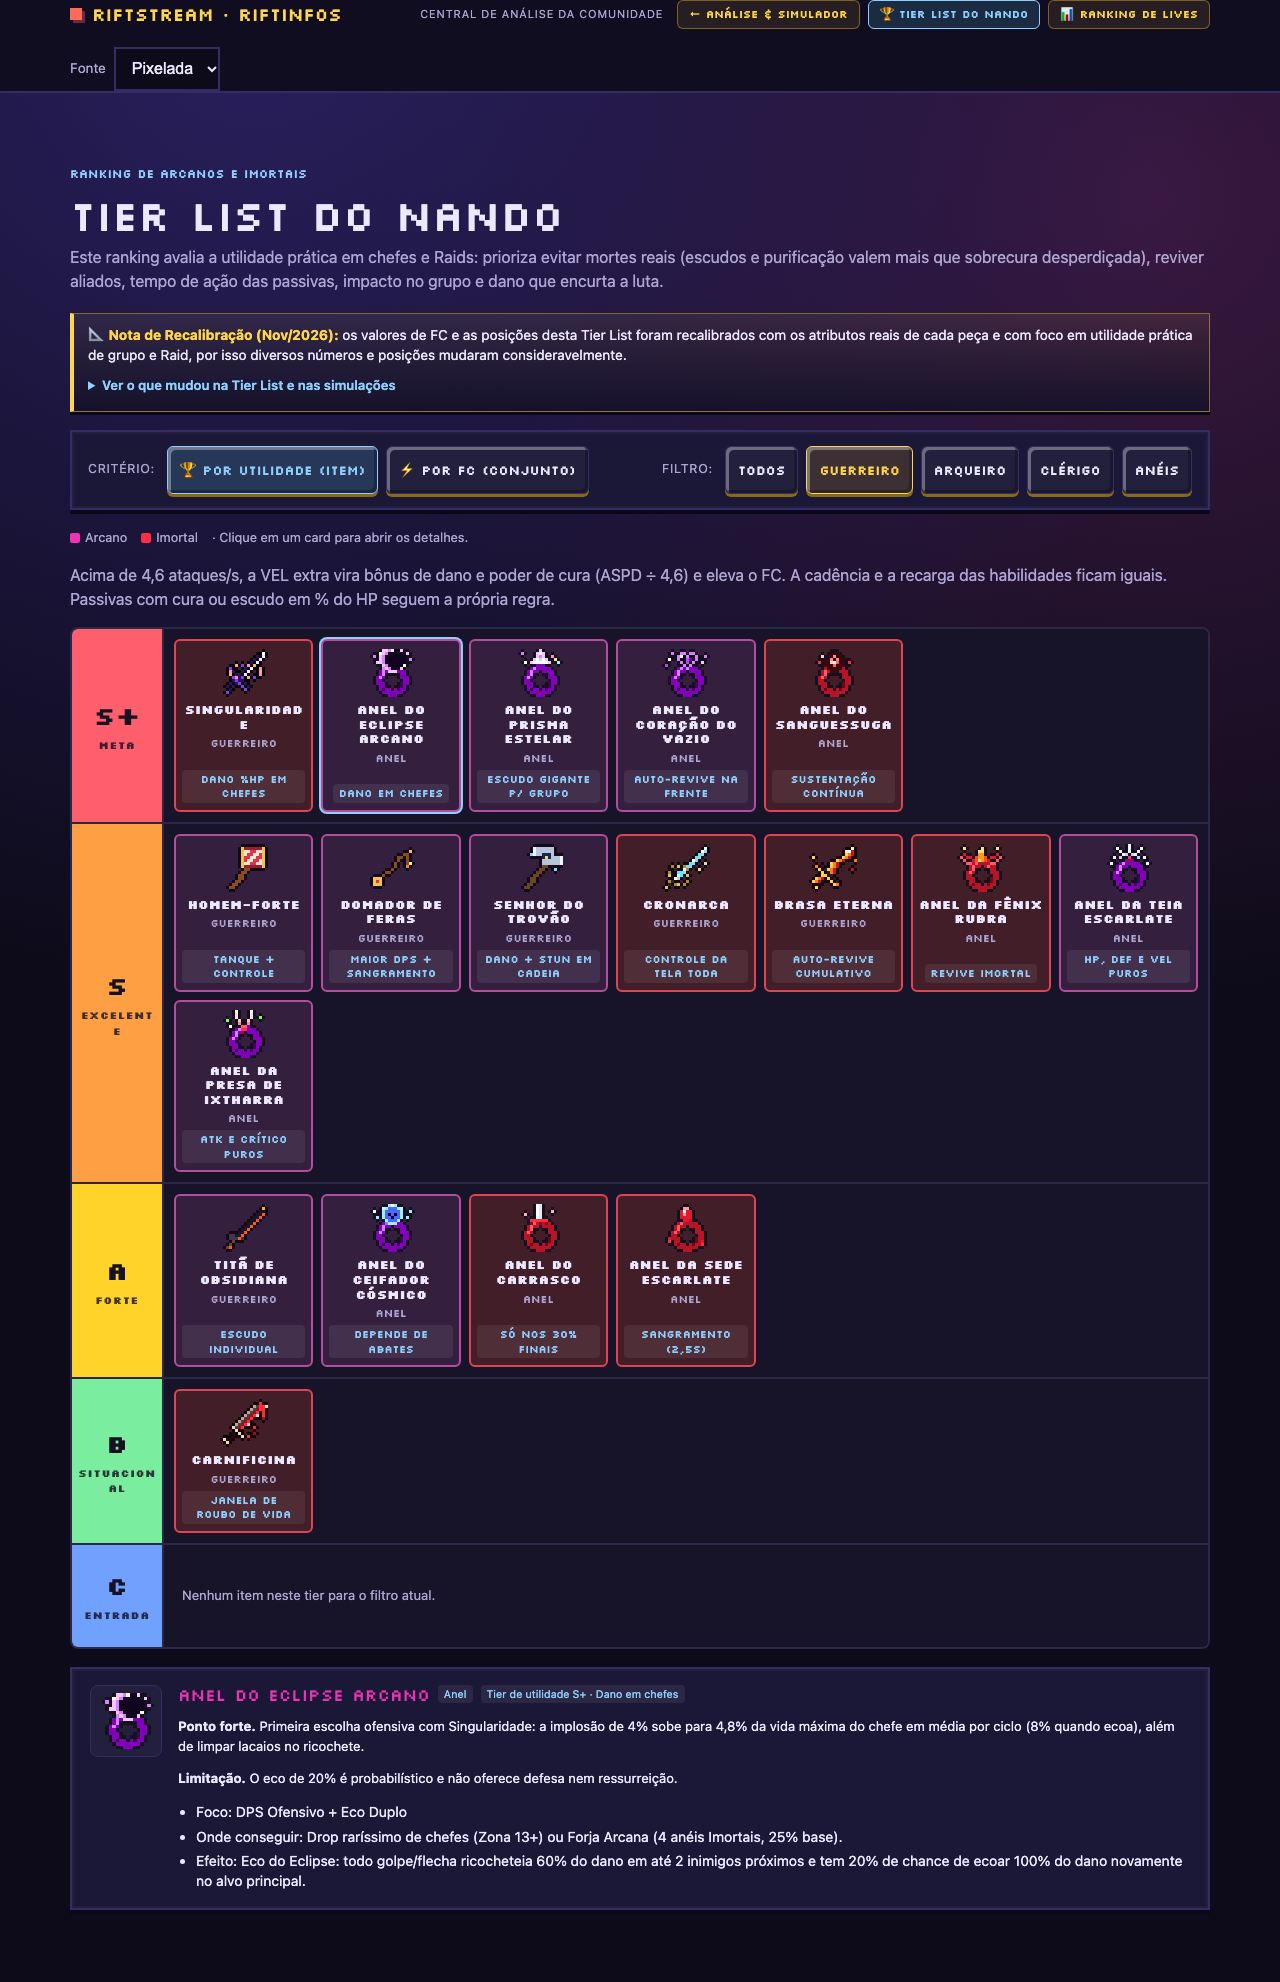 RIFTSTREAM · RIFTINFOS
CENTRAL DE ANÁLISE DA COMUNIDADE
← ANÁLISE & SIMULADOR
🏆 TIER LIST DO NANDO
📊 RANKING DE LIVES
Fonte
Pixelada
RANKING DE ARCANOS E IMORTAIS
TIER LIST DO NANDO
Este ranking avalia a utilidade prática em chefes e Raids: prioriza evitar mortes reais (escudos e purificação valem mais que sobrecura desperdiçada), reviver
aliados, tempo de ação das passivas, impacto no grupo e dano que encurta a luta.
📐 Nota de Recalibração (Nov/2026): os valores de FC e as posições desta Tier List foram recalibrados com os atributos reais de cada peça e com foco em utilidade prática
de grupo e Raid, por isso diversos números e posições mudaram consideravelmente.
▶ Ver o que mudou na Tier List e nas simulações
CRITÉRIO:
🏆 POR UTILIDADE (ITEM)
⚡ POR FC (CONJUNTO)
FILTRO:
TODOS
GUERREIRO
ARQUEIRO
CLÉRIGO
ANÉIS
Arcano
Imortal
· Clique em um card para abrir os detalhes.
Acima de 4,6 ataques/s, a VEL extra vira bônus de dano e poder de cura (ASPD ÷ 4,6) e eleva o FC. A cadência e a recarga das habilidades ficam iguais.
Passivas com cura ou escudo em % do HP seguem a própria regra.
S+
META
SINGULARIDAD
E
GUERREIRO
DANO %HP EM
CHEFES
ANEL DO
ECLIPSE
ARCANO
ANEL
DANO EM CHEFES
ANEL DO
PRISMA
ESTELAR
ANEL
ESCUDO GIGANTE
P/ GRUPO
ANEL DO
CORAÇÃO DO
VAZIO
ANEL
AUTO-REVIVE NA
FRENTE
ANEL DO
SANGUESSUGA
ANEL
SUSTENTAÇÃO
CONTÍNUA
S
EXCELENT
E
HOMEM-FORTE
GUERREIRO
TANQUE +
CONTROLE
DOMADOR DE
FERAS
GUERREIRO
MAIOR DPS +
SANGRAMENTO
SENHOR DO
TROVÃO
GUERREIRO
DANO + STUN EM
CADEIA
CRONARCA
GUERREIRO
CONTROLE DA
TELA TODA
BRASA ETERNA
GUERREIRO
AUTO-REVIVE
CUMULATIVO
ANEL DA FÊNIX
RUBRA
ANEL
REVIVE IMORTAL
ANEL DA TEIA
ESCARLATE
ANEL
HP, DEF E VEL
PUROS
ANEL DA
PRESA DE
IXTHARRA
ANEL
ATK E CRÍTICO
PUROS
A
FORTE
TITÃ DE
OBSIDIANA
GUERREIRO
ESCUDO
INDIVIDUAL
ANEL DO
CEIFADOR
CÓSMICO
ANEL
DEPENDE DE
ABATES
ANEL DO
CARRASCO
ANEL
SÓ NOS 30%
FINAIS
ANEL DA SEDE
ESCARLATE
ANEL
SANGRAMENTO
(2,5S)
B
SITUACION
AL
CARNIFICINA
GUERREIRO
JANELA DE
ROUBO DE VIDA
C
ENTRADA
Nenhum item neste tier para o filtro atual.
ANEL DO ECLIPSE ARCANO
Anel
Tier de utilidade S+ · Dano em chefes
Ponto forte. Primeira escolha ofensiva com Singularidade: a implosão de 4% sobe para 4,8% da vida máxima do chefe em média por ciclo (8% quando ecoa), além
de limpar lacaios no ricochete.
Limitação. O eco de 20% é probabilístico e não oferece defesa nem ressurreição.
• Foco: DPS Ofensivo + Eco Duplo
• Onde conseguir: Drop raríssimo de chefes (Zona 13+) ou Forja Arcana (4 anéis Imortais, 25% base).
• Efeito: Eco do Eclipse: todo golpe/flecha ricocheteia 60% do dano em até 2 inimigos próximos e tem 20% de chance de ecoar 100% do dano novamente
no alvo principal.